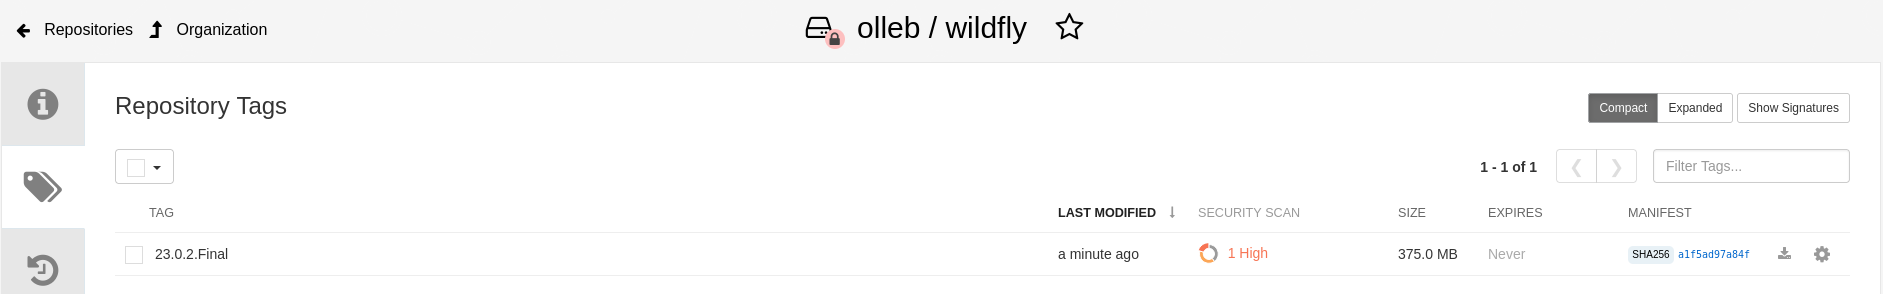 Repositories Organization olleb / wildfly
Repository Tags Compact Expanded Show Signatures
1 - 1 of 1 Filter Tags...
TAG LAST MODIFIED SECURITY SCAN SIZE EXPIRES MANIFEST
23.0.2.Final a minute ago 1 High 375.0 MB Never SHA256 a1f5ad97a84f